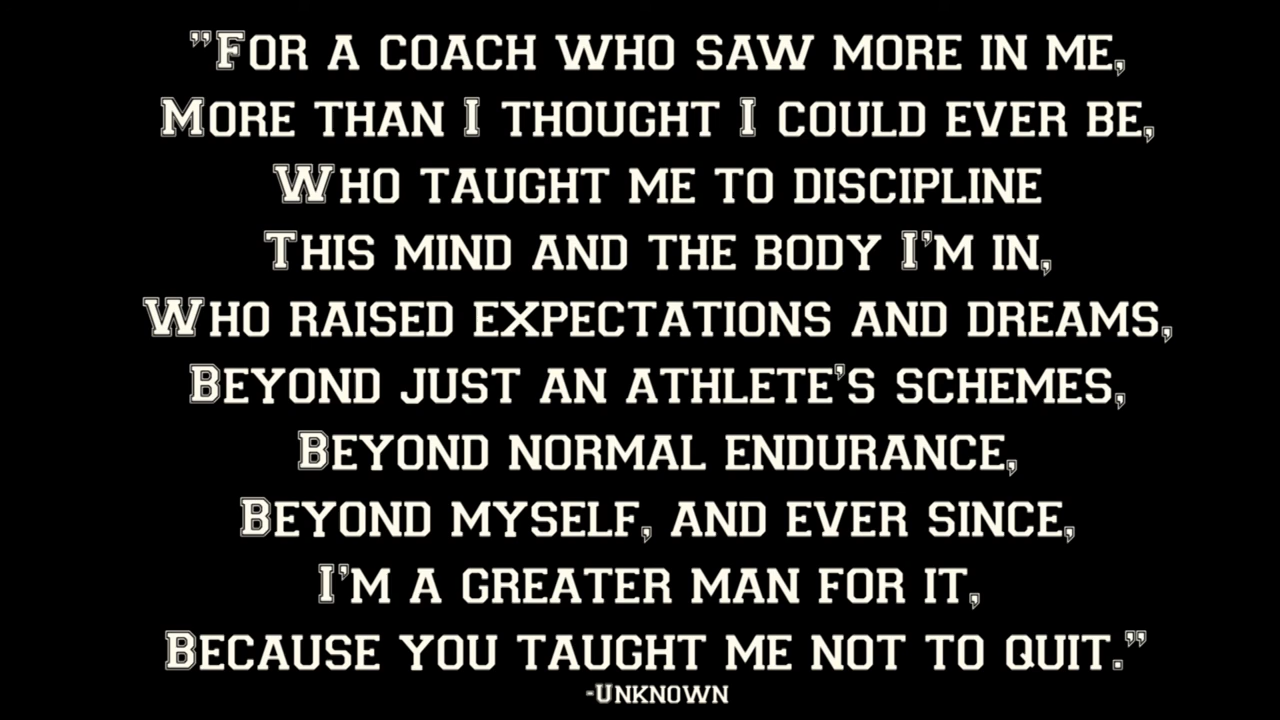 "For a coach who saw more in me,
More than I thought I could ever be,
Who taught me to discipline
This mind and the body I'm in,
Who raised expectations and dreams,
Beyond just an athlete's schemes,
Beyond normal endurance,
Beyond myself, and ever since,
I'm a greater man for it,
Because you taught me not to quit."
-Unknown